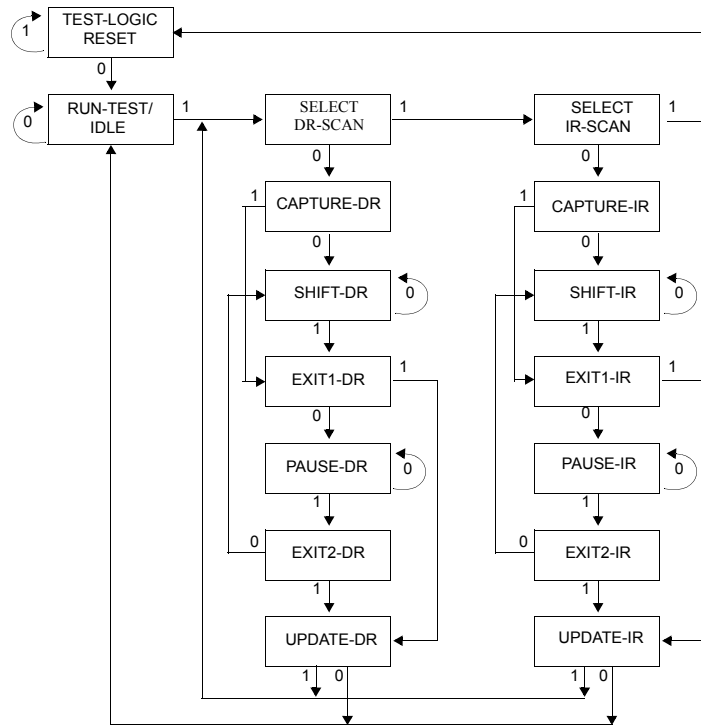 TEST-LOGIC
RESET
1
0
RUN-TEST/
IDLE
0
1
SELECT
DR-SCAN
1
SELECT
IR-SCAN
1
0
0
CAPTURE-DR
1
CAPTURE-IR
1
0
0
SHIFT-DR
0
SHIFT-IR
0
1
1
EXIT1-DR
1
EXIT1-IR
1
0
0
PAUSE-DR
0
PAUSE-IR
0
1
1
EXIT2-DR
0
EXIT2-IR
0
1
1
UPDATE-DR
UPDATE-IR
1 0
1 0